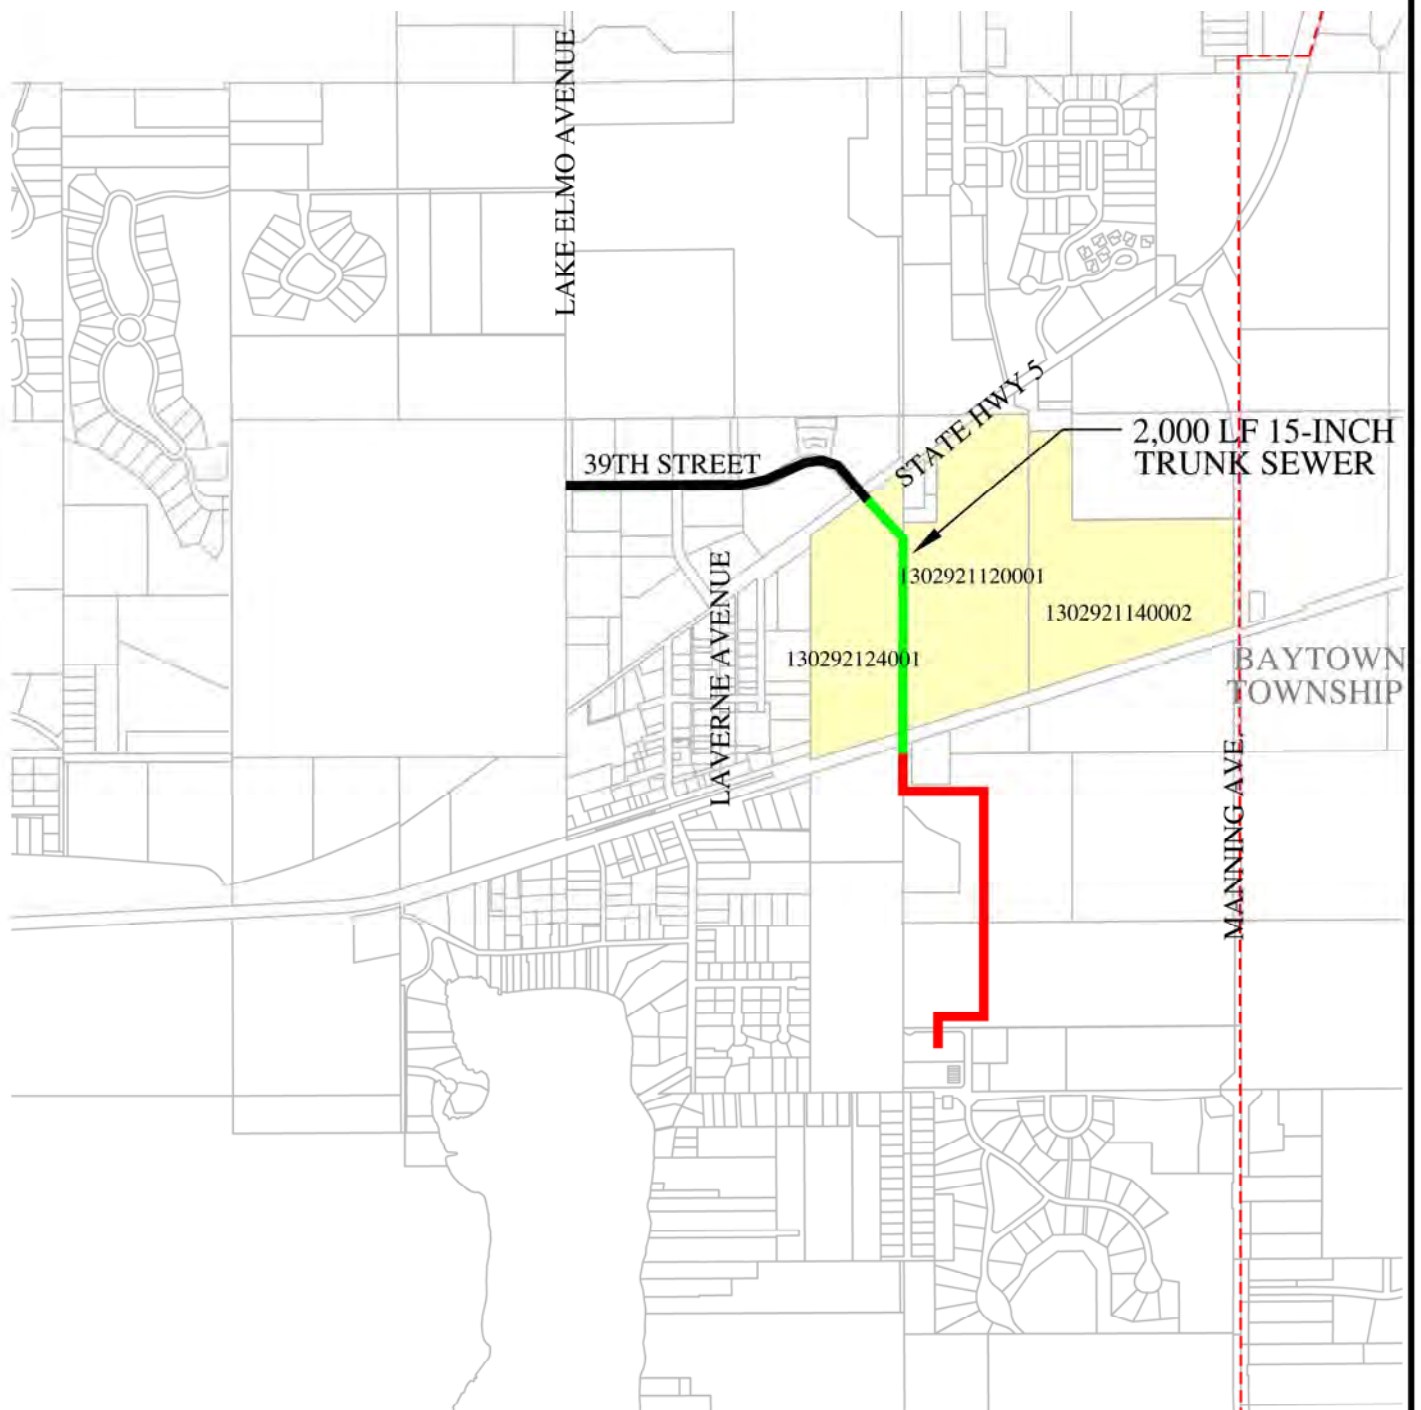 LAKE ELMO AVENUE
STATE HWY 5
2,000 LF 15-INCH
TRUNK SEWER
39TH STREET
1302921120001
1302921140002
130292124001
LAVERNE AVENUE
BAYTOWN
TOWNSHIP
MANNING AVE.